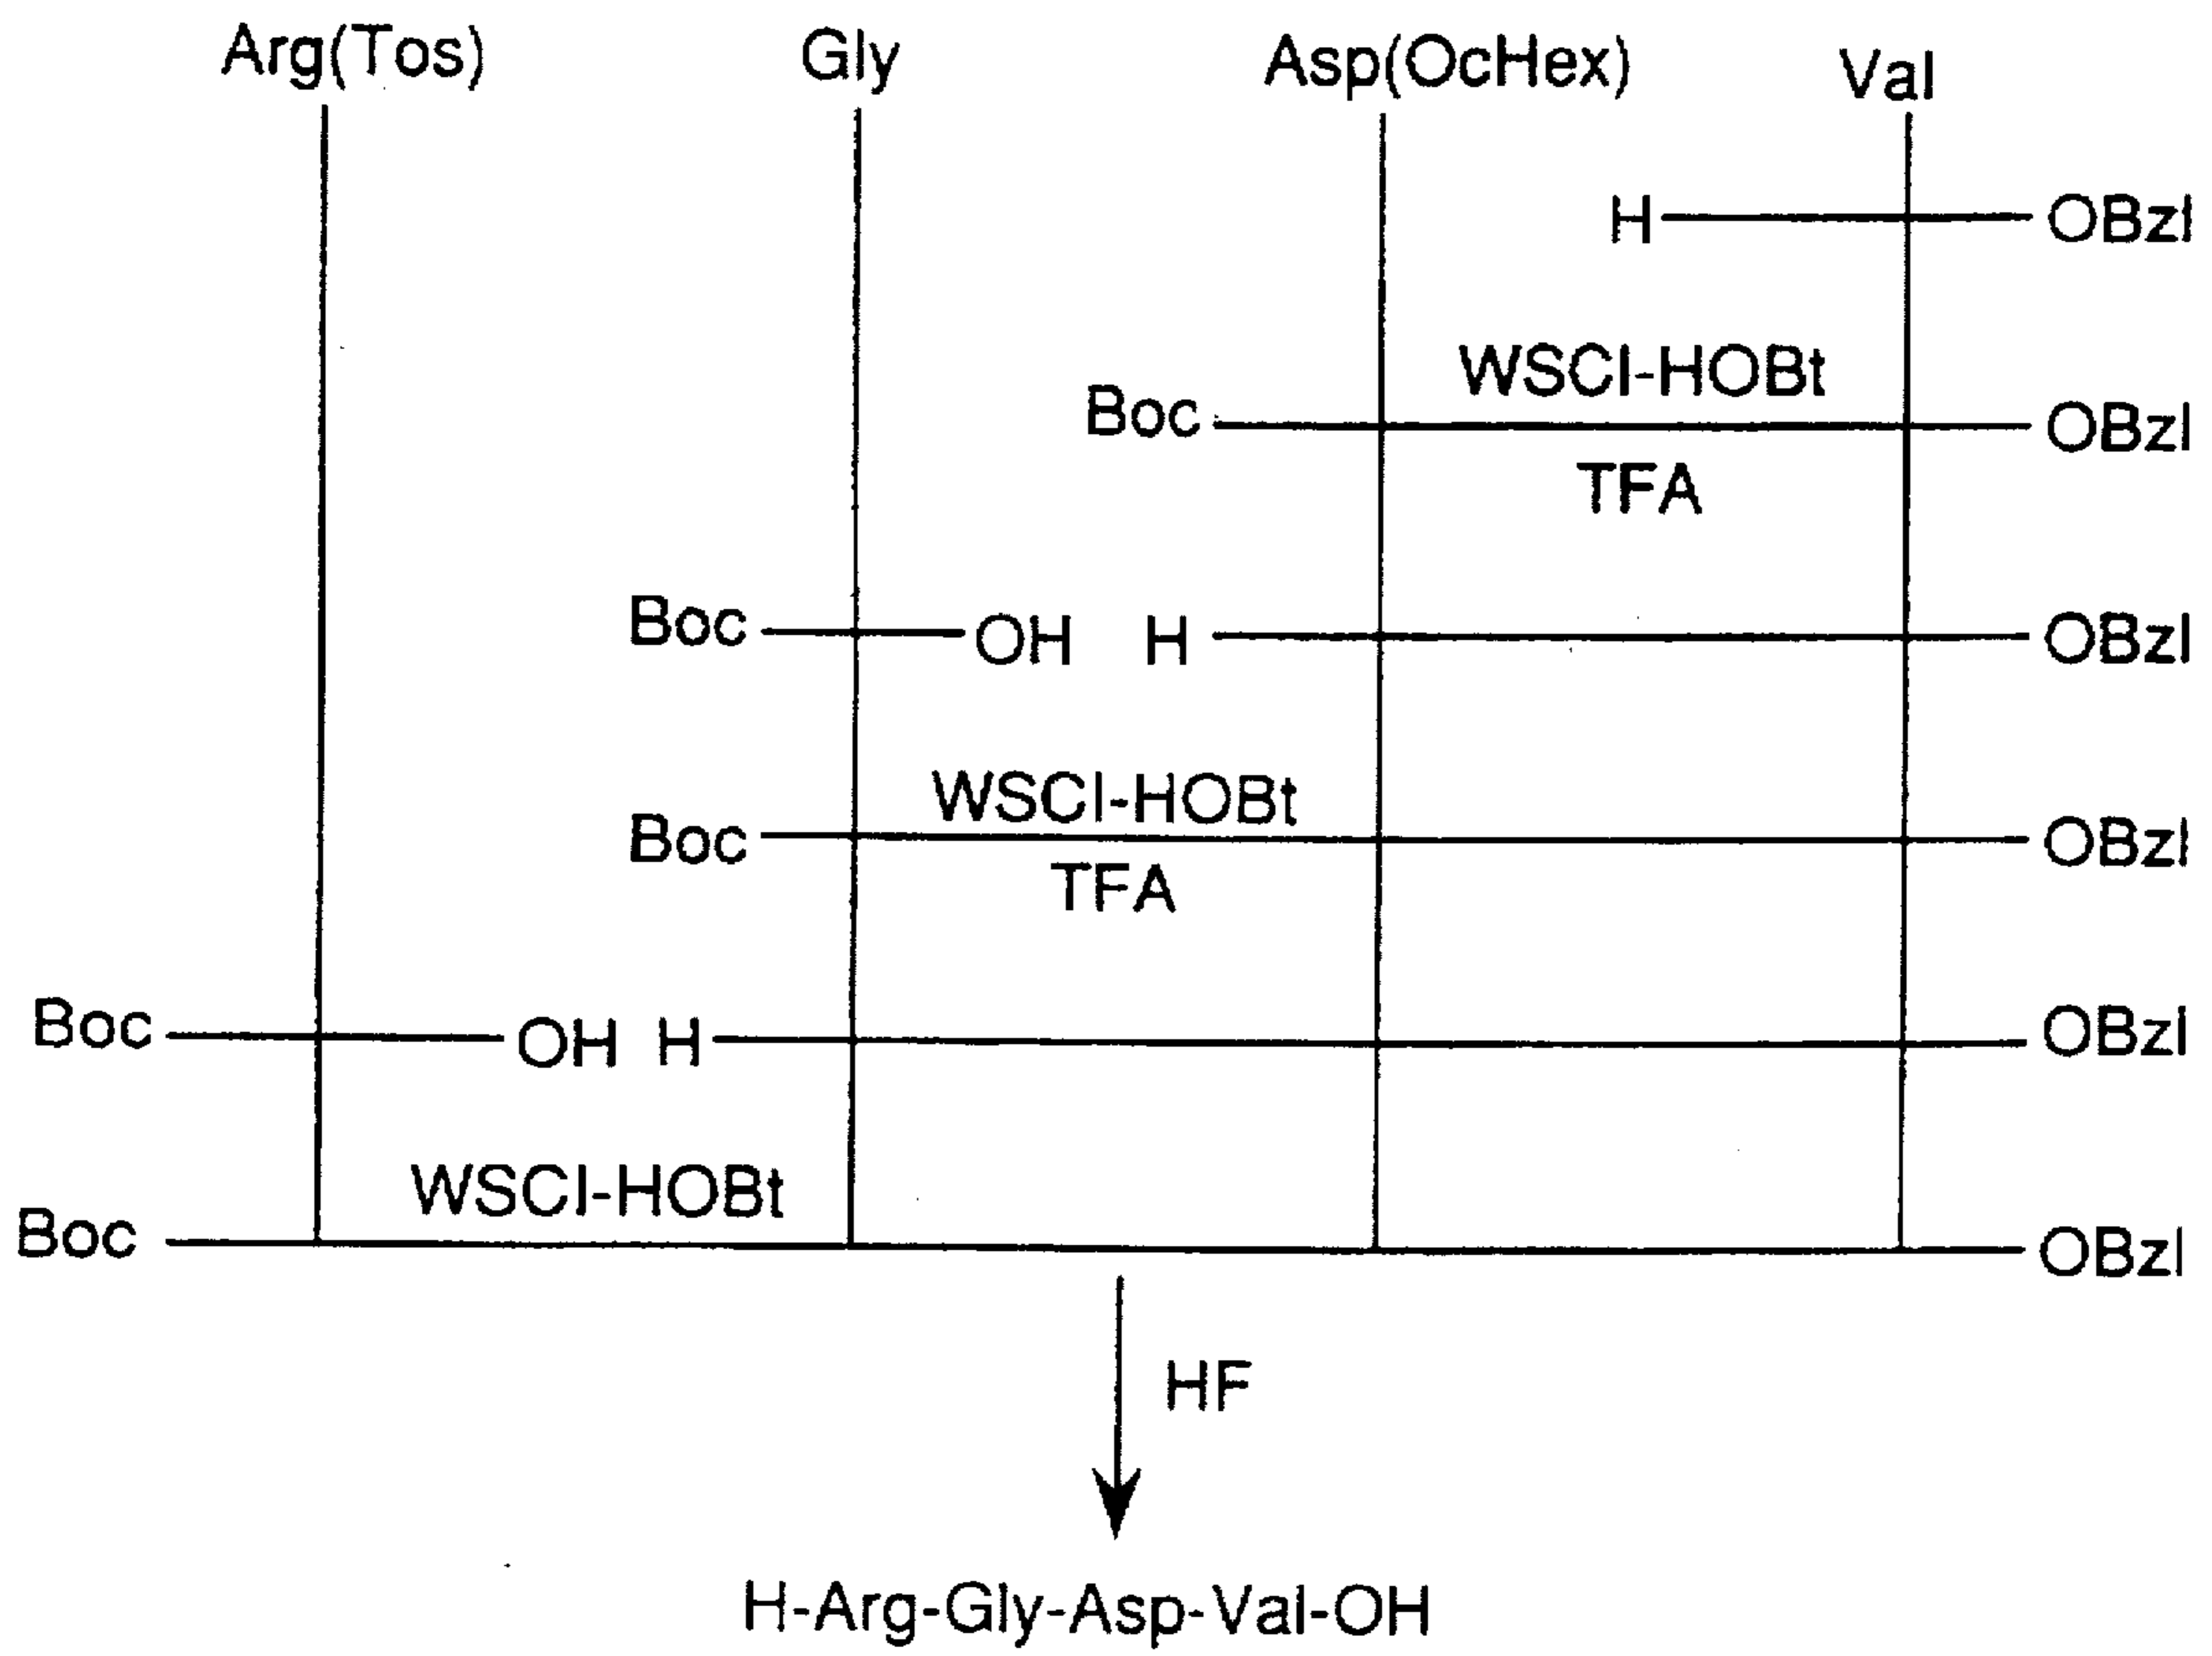 Arg(Tos) Gly Asp(OcHex) Val
H OBzl
WSCI-HOBt
Boc OBzl
TFA
Boc OH H OBzl
WSCI-HOBt
Boc OBzl
TFA
Boc OH H OBzl
WSCI-HOBt
Boc OBzl
HF
H-Arg-Gly-Asp-Val-OH